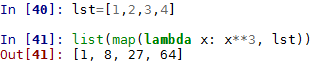 In [40]: lst=[1,2,3,4]
In [41]: list(map(lambda x: x**3, lst))
Out[41]: [1, 8, 27, 64]